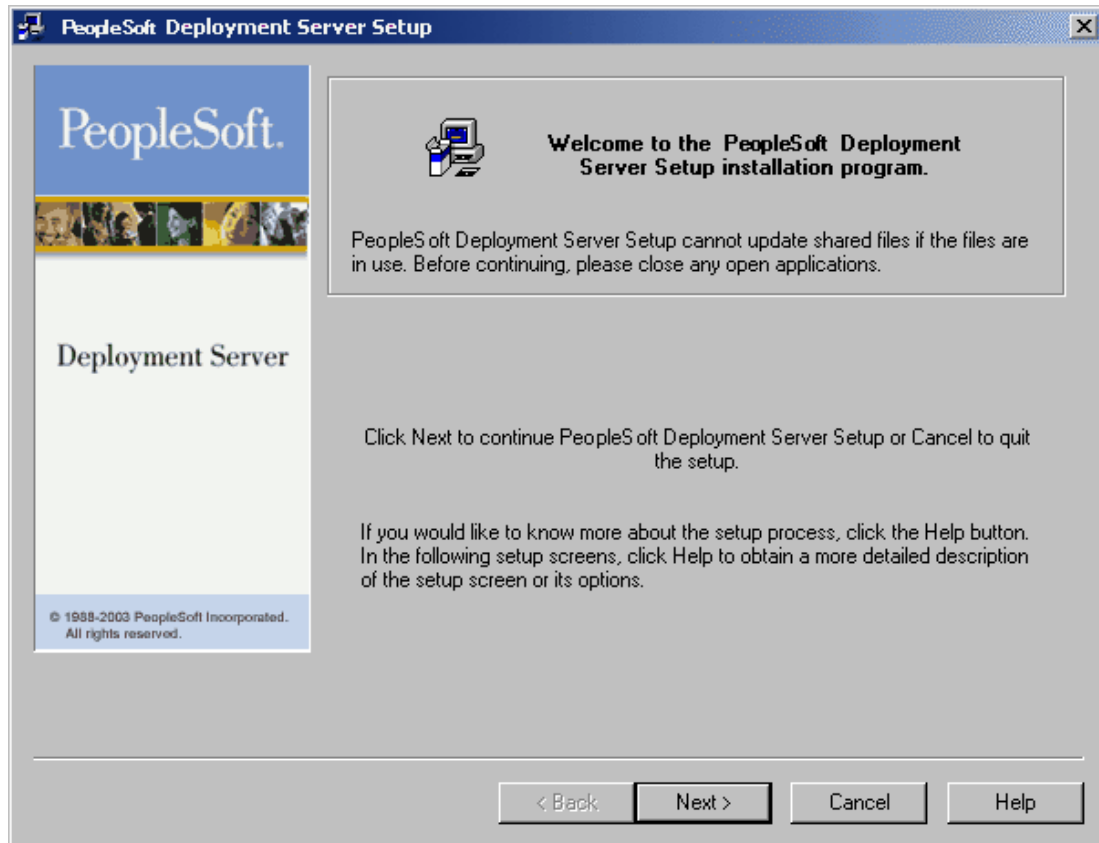 PeopleSoft Deployment Server Setup
PeopleSoft.
Deployment Server
© 1988-2003 PeopleSoft Incorporated.
All rights reserved.
Welcome to the PeopleSoft Deployment
Server Setup installation program.
PeopleSoft Deployment Server Setup cannot update shared files if the files are
in use. Before continuing, please close any open applications.
Click Next to continue PeopleSoft Deployment Server Setup or Cancel to quit
the setup.
If you would like to know more about the setup process, click the Help button.
In the following setup screens, click Help to obtain a more detailed description
of the setup screen or its options.
< Back
Next >
Cancel
Help